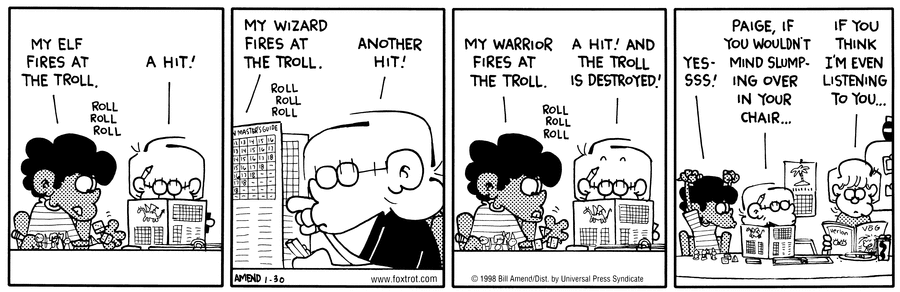 MY ELF
FIRES AT
THE TROLL.
A HIT!
ROLL
ROLL
ROLL
MY WIZARD
FIRES AT
THE TROLL.
ANOTHER
HIT!
ROLL
ROLL
ROLL
MASTER'S GUIDE
AMEND 1-30
www.foxtrot.com
MY WARRIOR
FIRES AT
THE TROLL.
A HIT! AND
THE TROLL
IS DESTROYED!
ROLL
ROLL
ROLL
© 1998 Bill Amend/Dist. by Universal Press Syndicate
YES-
SSS!
PAIGE, IF
YOU WOULDN'T
MIND SLUMP-
ING OVER
IN YOUR
CHAIR...
IF YOU
THINK
I'M EVEN
LISTENING
TO YOU...